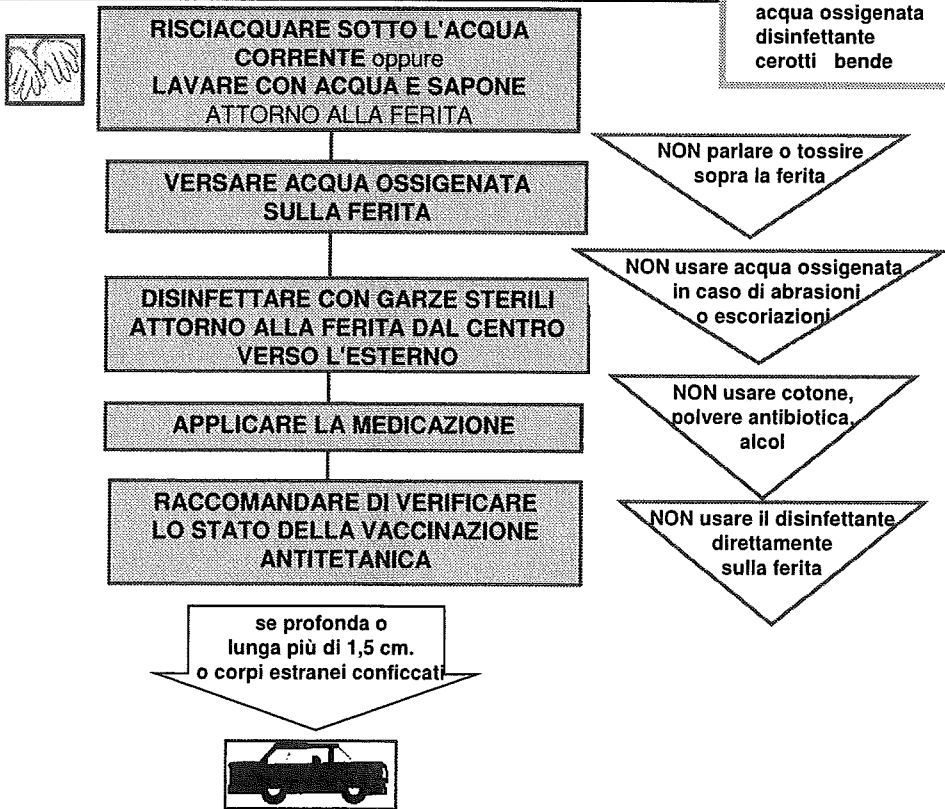 acqua ossigenata
disinfettante
cerotti bende
RISCIACQUARE SOTTO L'ACQUA
CORRENTE oppure
LAVARE CON ACQUA E SAPONE
ATTORNO ALLA FERITA
NON parlare o tossire
sopra la ferita
VERSARE ACQUA OSSIGENATA
SULLA FERITA
NON usare acqua ossigenata
in caso di abrasioni
o escoriazioni
DISINFETTARE CON GARZE STERILI
ATTORNO ALLA FERITA DAL CENTRO
VERSO L'ESTERNO
NON usare cotone,
polvere antibiotica,
alcol
APPLICARE LA MEDICAZIONE
RACCOMANDARE DI VERIFICARE
LO STATO DELLA VACCINAZIONE
ANTITETANICA
NON usare il disinfettante
direttamente
sulla ferita
se profonda o
lunga più di 1,5 cm.
o corpi estranei conficcati